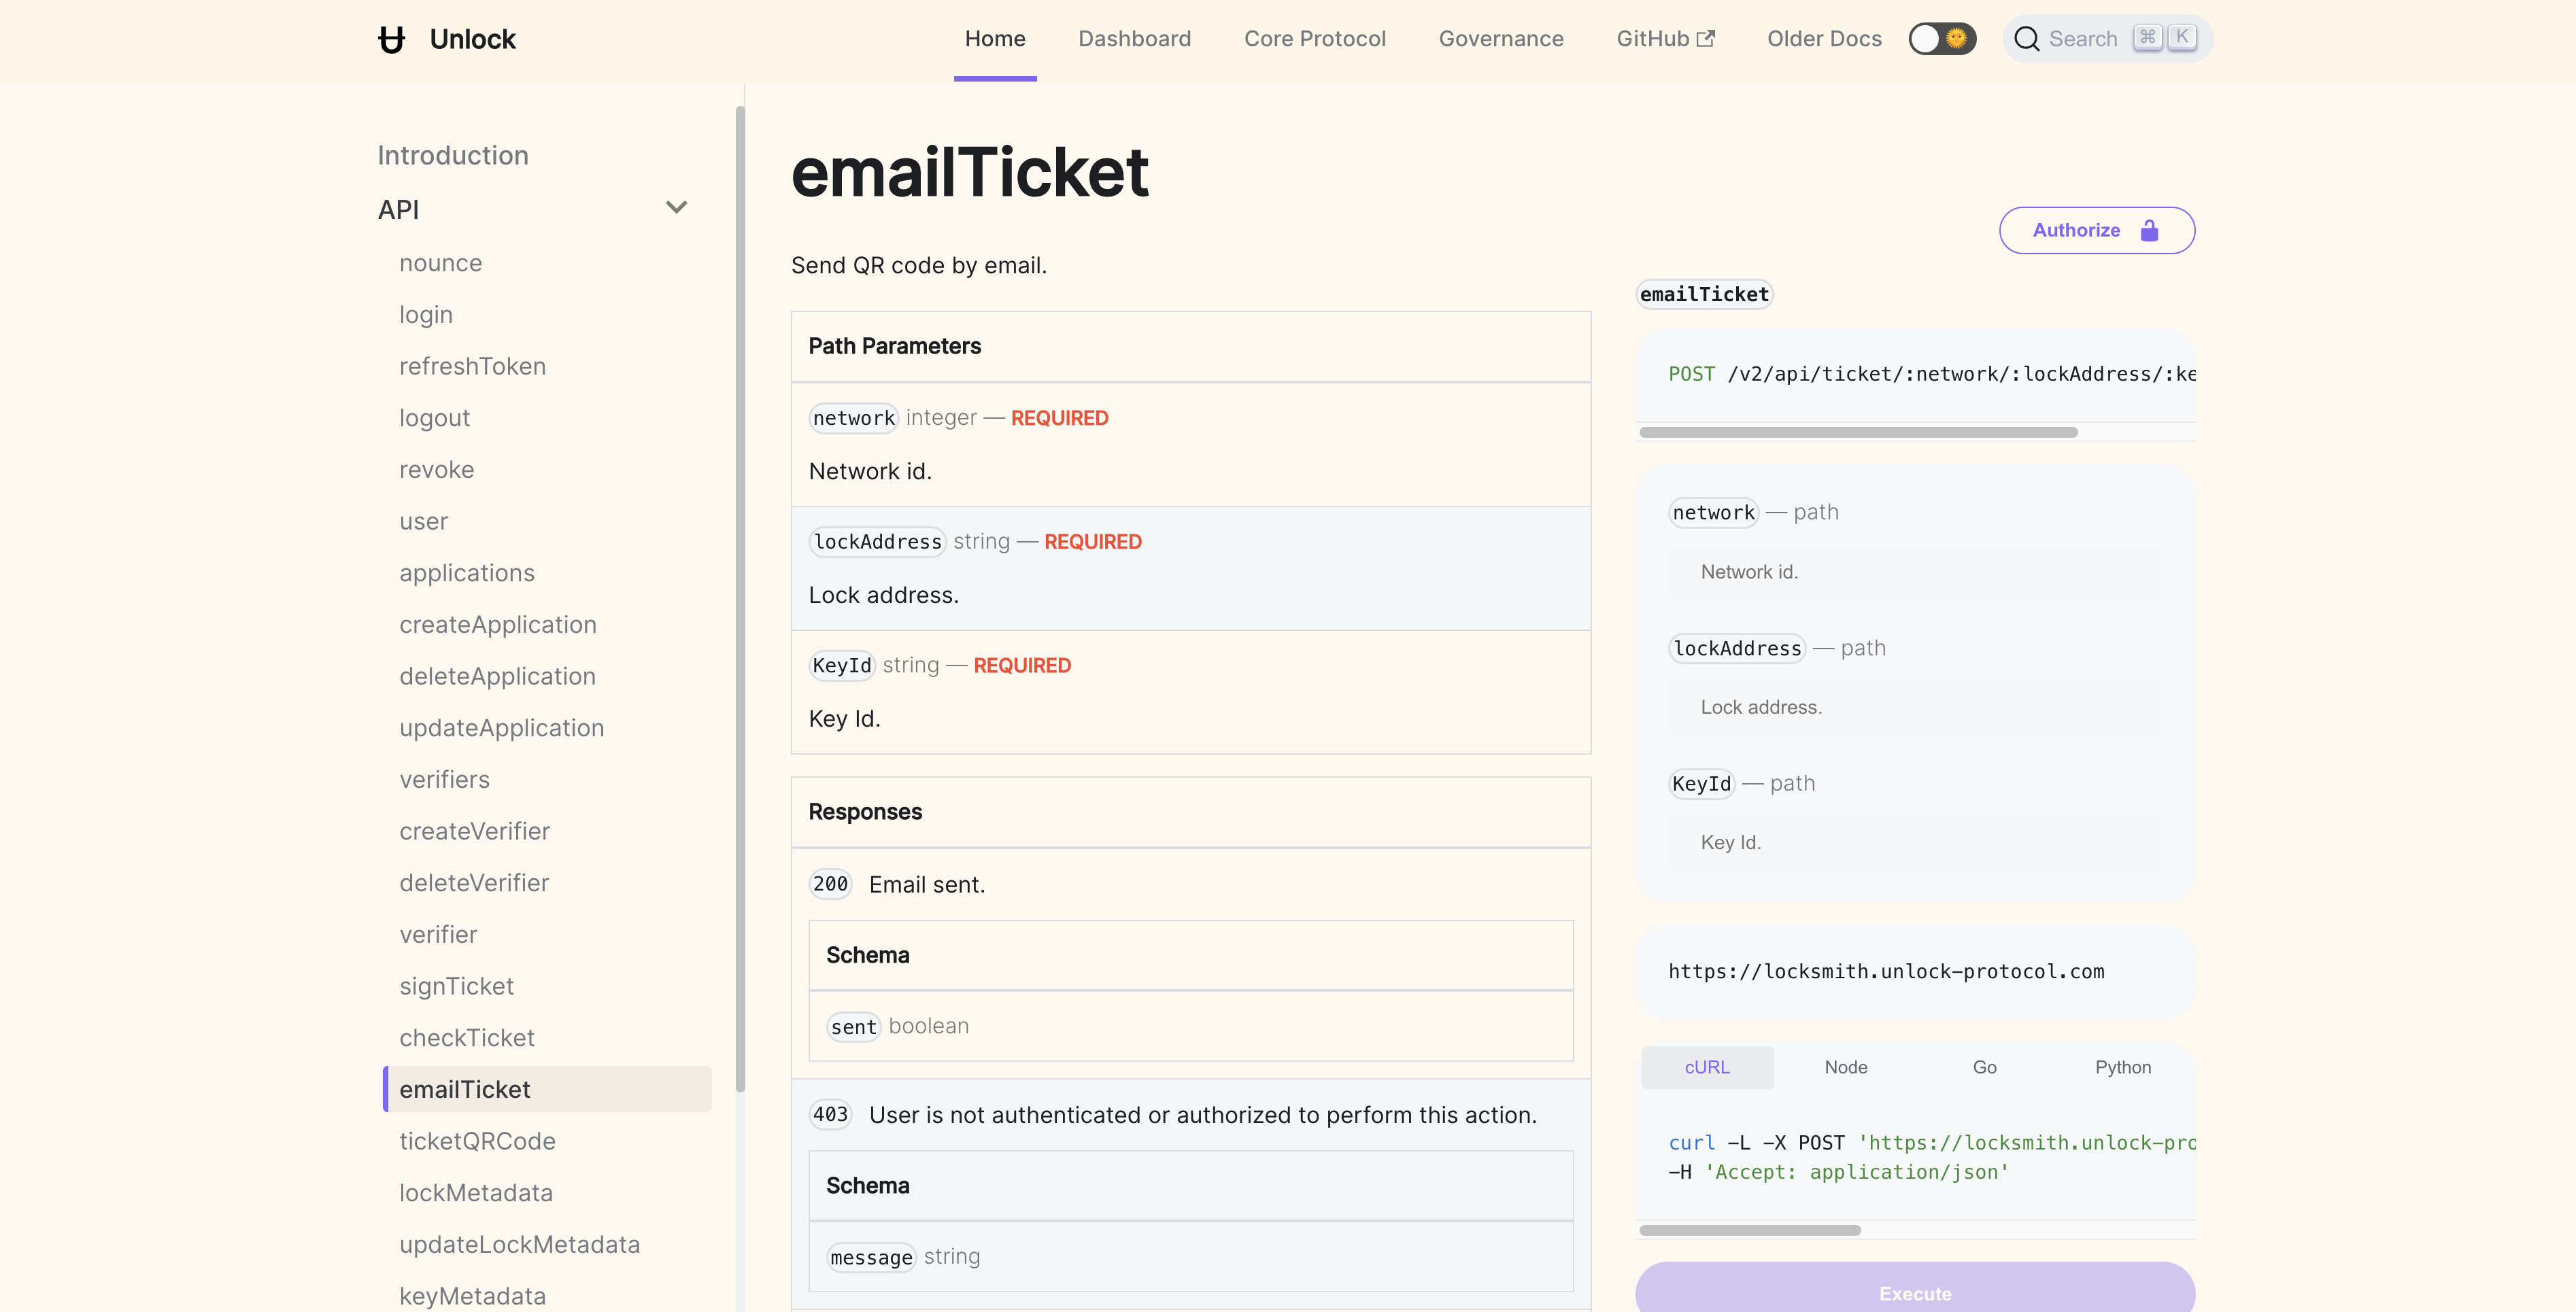 Unlock
Home
Dashboard
Core Protocol
Governance
GitHub
Older Docs
Search ⌘ K
Introduction
API
nounce
login
refreshToken
logout
revoke
user
applications
createApplication
deleteApplication
updateApplication
verifiers
createVerifier
deleteVerifier
verifier
signTicket
checkTicket
emailTicket
ticketQRCode
lockMetadata
updateLockMetadata
keyMetadata
emailTicket
Send QR code by email.
Path Parameters
network integer — REQUIRED
Network id.
lockAddress string — REQUIRED
Lock address.
KeyId string — REQUIRED
Key Id.
Responses
200 Email sent.
Schema
sent boolean
403 User is not authenticated or authorized to perform this action.
Schema
message string
Authorize
emailTicket
POST /v2/api/ticket/:network/:lockAddress/:ke
network — path
Network id.
lockAddress — path
Lock address.
KeyId — path
Key Id.
https://locksmith.unlock-protocol.com
cURL
Node
Go
Python
curl -L -X POST 'https://locksmith.unlock-pro
-H 'Accept: application/json'
Execute